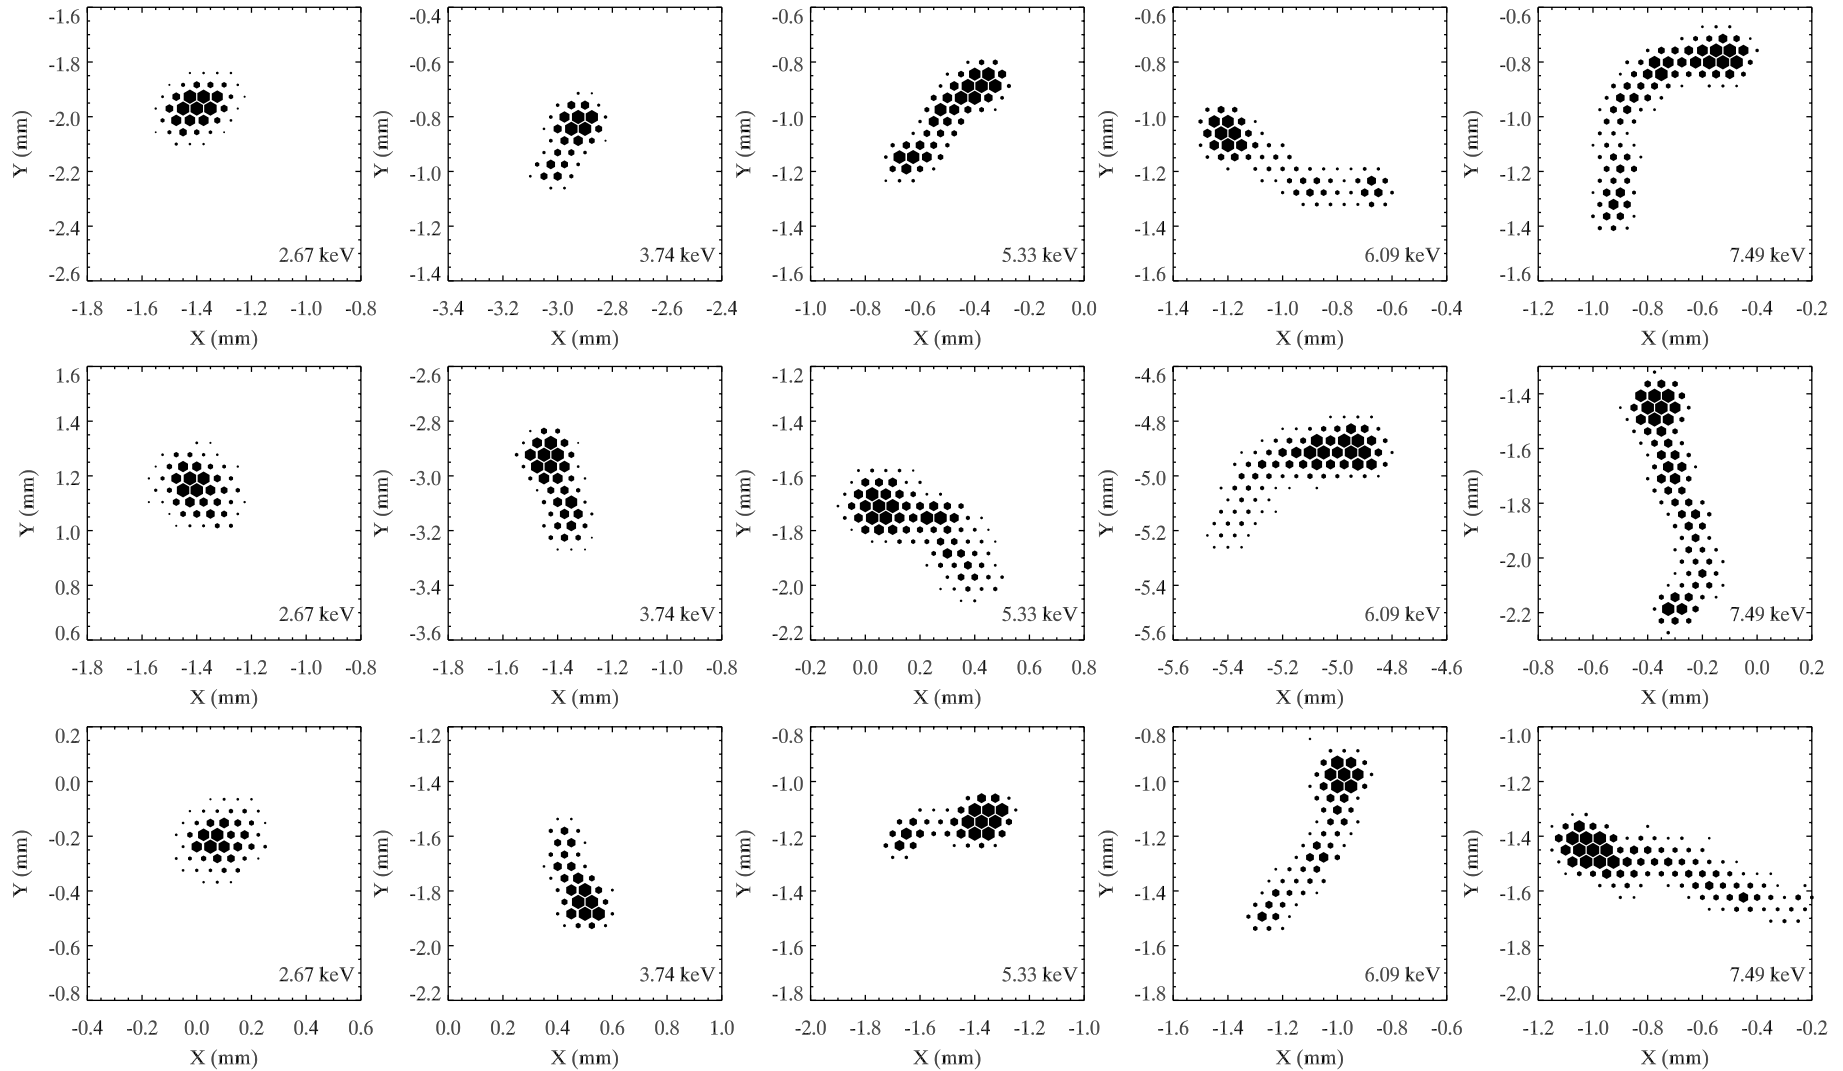 -1.6
-1.8
-2.0
-2.2
-2.4
-2.6
Y (mm)
2.67 keV
-1.8 -1.6 -1.4 -1.2 -1.0 -0.8
X (mm)
-0.4
-0.6
-0.8
-1.0
-1.2
-1.4
Y (mm)
3.74 keV
-3.4 -3.2 -3.0 -2.8 -2.6 -2.4
X (mm)
-0.6
-0.8
-1.0
-1.2
-1.4
-1.6
Y (mm)
5.33 keV
-1.0 -0.8 -0.6 -0.4 -0.2 0.0
X (mm)
-0.6
-0.8
-1.0
-1.2
-1.4
-1.6
Y (mm)
6.09 keV
-1.4 -1.2 -1.0 -0.8 -0.6 -0.4
X (mm)
-0.6
-0.8
-1.0
-1.2
-1.4
-1.6
Y (mm)
7.49 keV
-1.2 -1.0 -0.8 -0.6 -0.4 -0.2
X (mm)
1.6
1.4
1.2
1.0
0.8
0.6
Y (mm)
2.67 keV
-1.8 -1.6 -1.4 -1.2 -1.0 -0.8
X (mm)
-2.6
-2.8
-3.0
-3.2
-3.4
-3.6
Y (mm)
3.74 keV
-1.8 -1.6 -1.4 -1.2 -1.0 -0.8
X (mm)
-1.2
-1.4
-1.6
-1.8
-2.0
-2.2
Y (mm)
5.33 keV
-0.2 0.0 0.2 0.4 0.6 0.8
X (mm)
-4.6
-4.8
-5.0
-5.2
-5.4
-5.6
Y (mm)
6.09 keV
-5.6 -5.4 -5.2 -5.0 -4.8 -4.6
X (mm)
-1.4
-1.6
-1.8
-2.0
-2.2
Y (mm)
7.49 keV
-0.8 -0.6 -0.4 -0.2 0.0 0.2
X (mm)
0.2
0.0
-0.2
-0.4
-0.6
-0.8
Y (mm)
2.67 keV
-0.4 -0.2 0.0 0.2 0.4 0.6
X (mm)
-1.2
-1.4
-1.6
-1.8
-2.0
-2.2
Y (mm)
3.74 keV
0.0 0.2 0.4 0.6 0.8 1.0
X (mm)
-0.8
-1.0
-1.2
-1.4
-1.6
-1.8
Y (mm)
5.33 keV
-2.0 -1.8 -1.6 -1.4 -1.2 -1.0
X (mm)
-0.8
-1.0
-1.2
-1.4
-1.6
-1.8
Y (mm)
6.09 keV
-1.6 -1.4 -1.2 -1.0 -0.8 -0.6
X (mm)
-1.0
-1.2
-1.4
-1.6
-1.8
-2.0
Y (mm)
7.49 keV
-1.2 -1.0 -0.8 -0.6 -0.4 -0.2
X (mm)